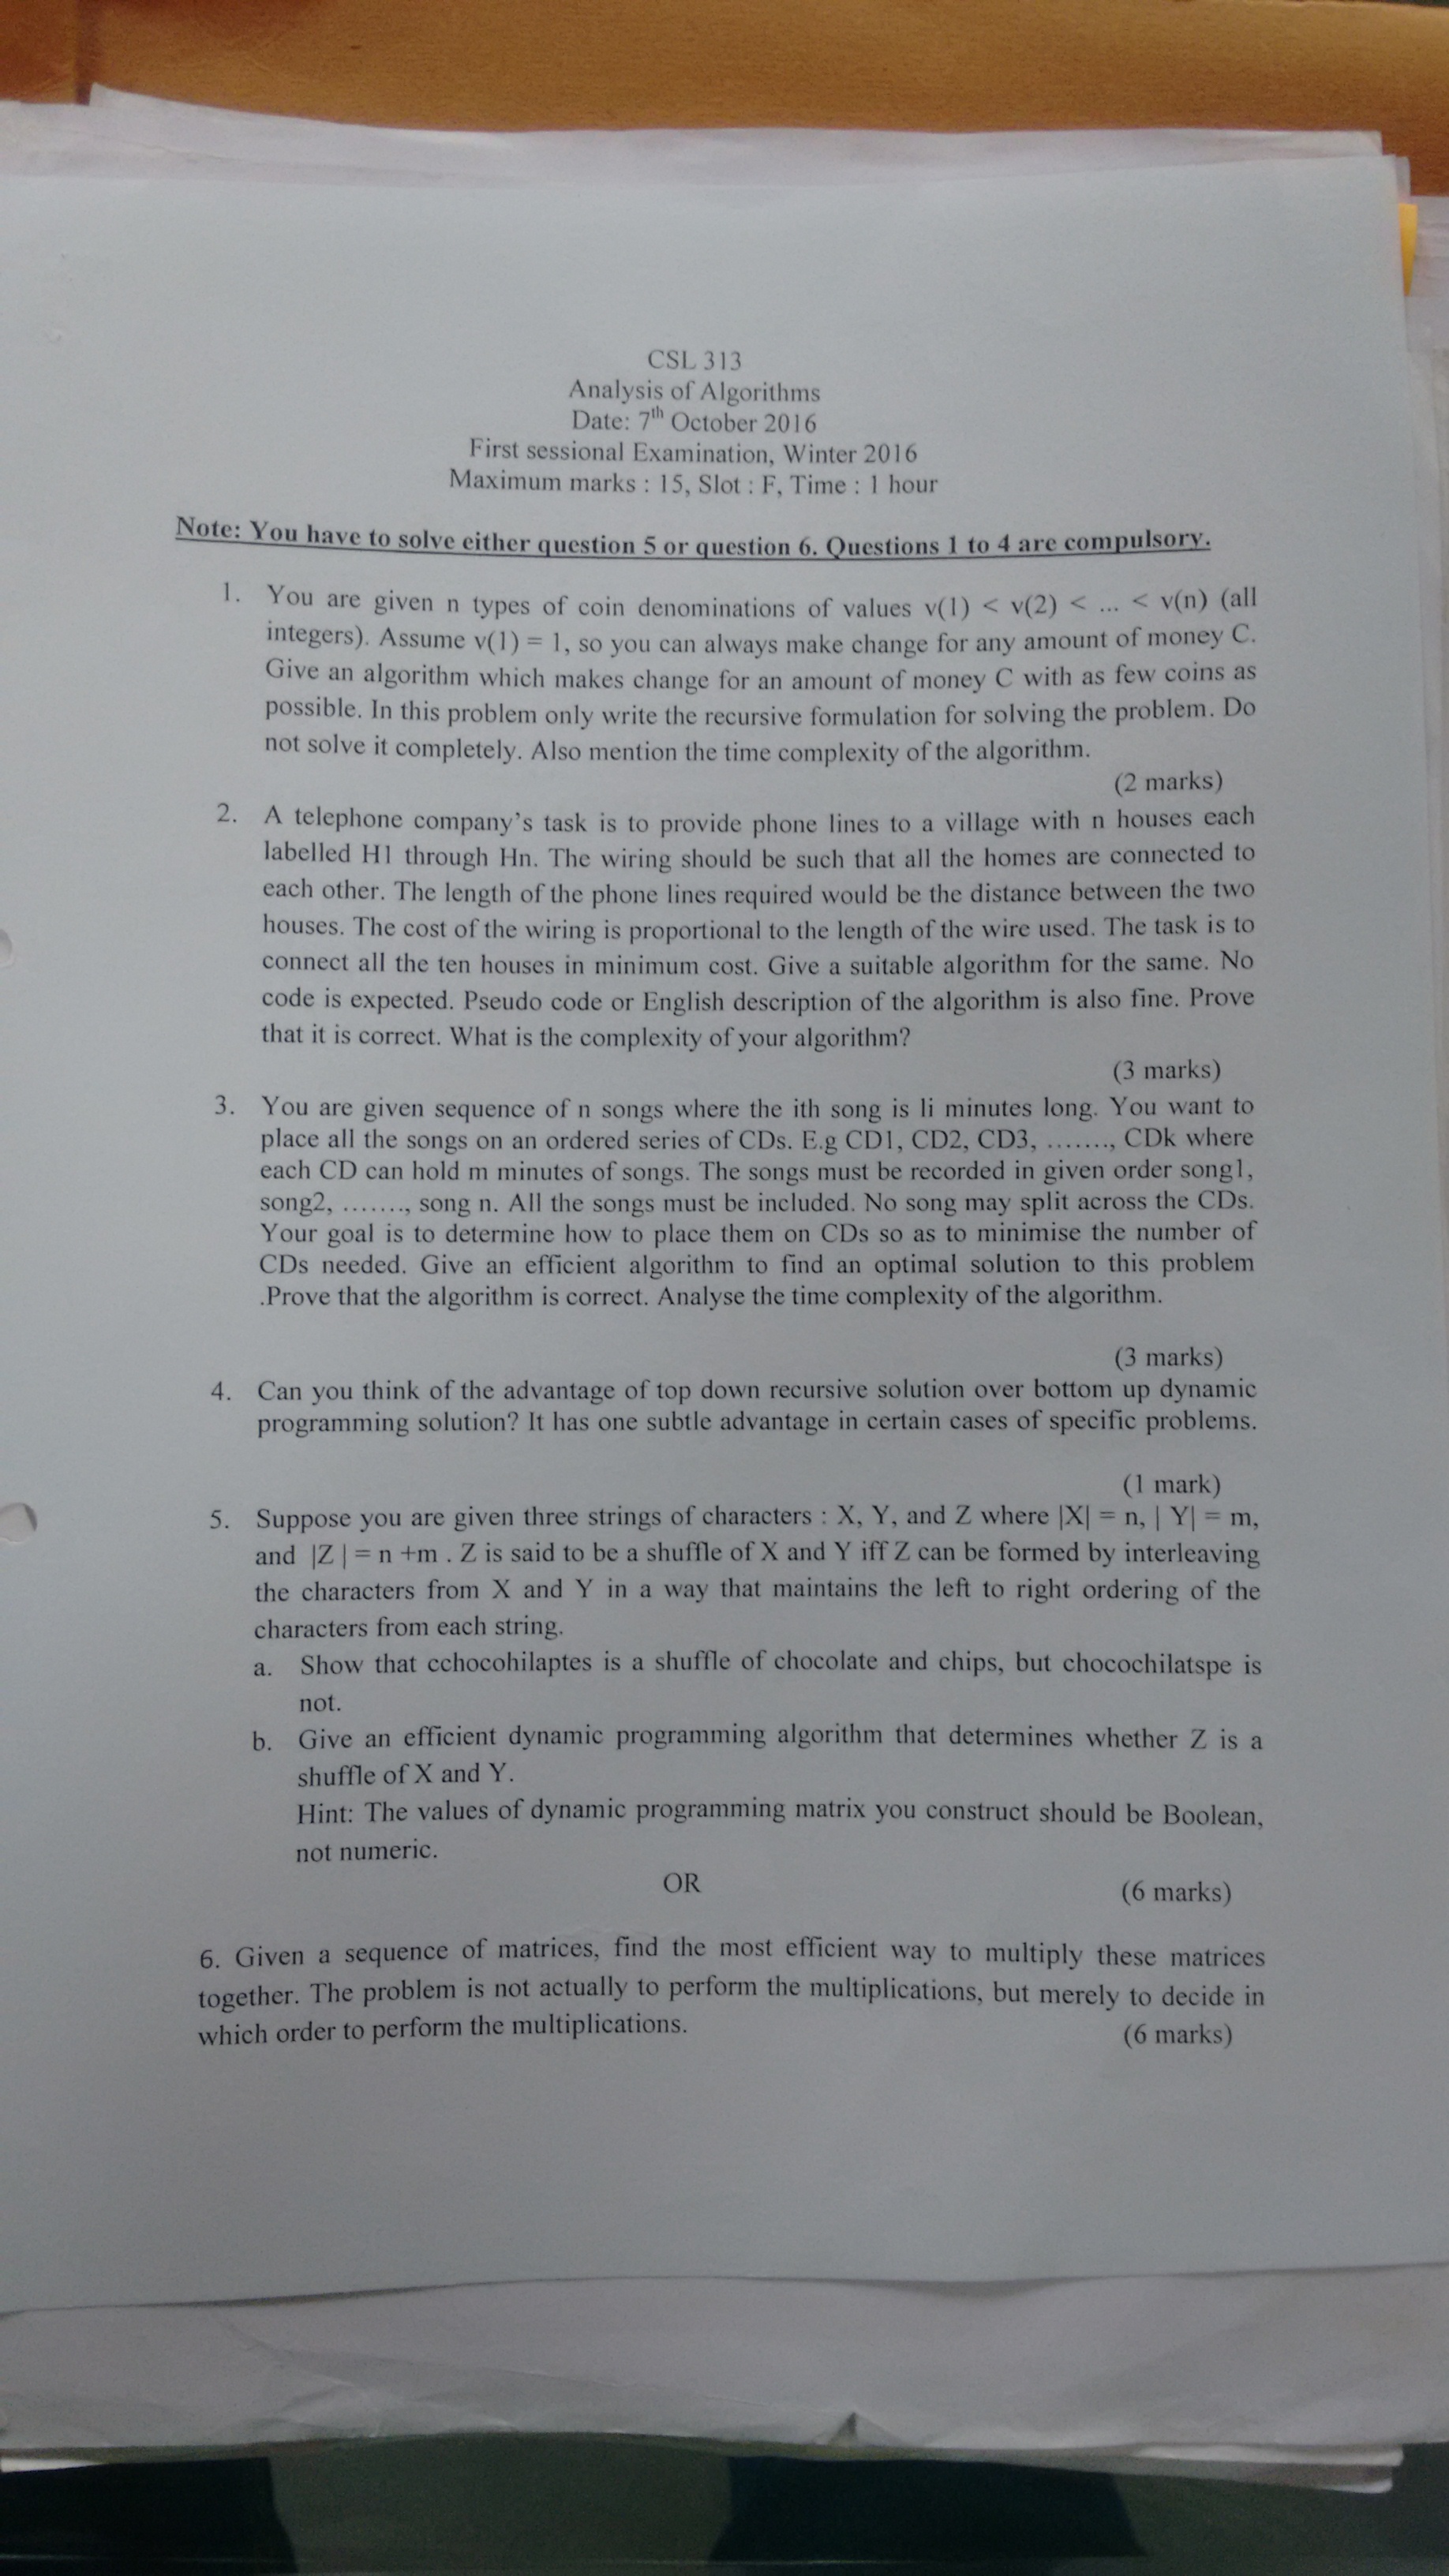 CSL 313
Analysis of Algorithms
Date: 7th October 2016
First sessional Examination, Winter 2016
Maximum marks : 15, Slot : F, Time : 1 hour
Note: You have to solve either question 5 or question 6. Questions 1 to 4 are compulsory.
1. You are given n types of coin denominations of values v(1) < v(2) < ... < v(n) (all
integers). Assume v(1) = 1, so you can always make change for any amount of money C.
Give an algorithm which makes change for an amount of money C with as few coins as
possible. In this problem only write the recursive formulation for solving the problem. Do
not solve it completely. Also mention the time complexity of the algorithm.
(2 marks)
2. A telephone company's task is to provide phone lines to a village with n houses each
labelled H1 through Hn. The wiring should be such that all the homes are connected to
each other. The length of the phone lines required would be the distance between the two
houses. The cost of the wiring is proportional to the length of the wire used. The task is to
connect all the ten houses in minimum cost. Give a suitable algorithm for the same. No
code is expected. Pseudo code or English description of the algorithm is also fine. Prove
that it is correct. What is the complexity of your algorithm?
(3 marks)
3. You are given sequence of n songs where the ith song is li minutes long. You want to
place all the songs on an ordered series of CDs. E.g CD1, CD2, CD3, ......., CDk where
each CD can hold m minutes of songs. The songs must be recorded in given order song1,
song2, ......., song n. All the songs must be included. No song may split across the CDs.
Your goal is to determine how to place them on CDs so as to minimise the number of
CDs needed. Give an efficient algorithm to find an optimal solution to this problem
.Prove that the algorithm is correct. Analyse the time complexity of the algorithm.
(3 marks)
4. Can you think of the advantage of top down recursive solution over bottom up dynamic
programming solution? It has one subtle advantage in certain cases of specific problems.
(1 mark)
5. Suppose you are given three strings of characters : X, Y, and Z where |X| = n, | Y| = m,
and |Z | = n +m . Z is said to be a shuffle of X and Y iff Z can be formed by interleaving
the characters from X and Y in a way that maintains the left to right ordering of the
characters from each string.
a. Show that cchocohilaptes is a shuffle of chocolate and chips, but chocochilatspe is
not.
b. Give an efficient dynamic programming algorithm that determines whether Z is a
shuffle of X and Y.
Hint: The values of dynamic programming matrix you construct should be Boolean,
not numeric.
OR
(6 marks)
6. Given a sequence of matrices, find the most efficient way to multiply these matrices
together. The problem is not actually to perform the multiplications, but merely to decide in
which order to perform the multiplications.
(6 marks)